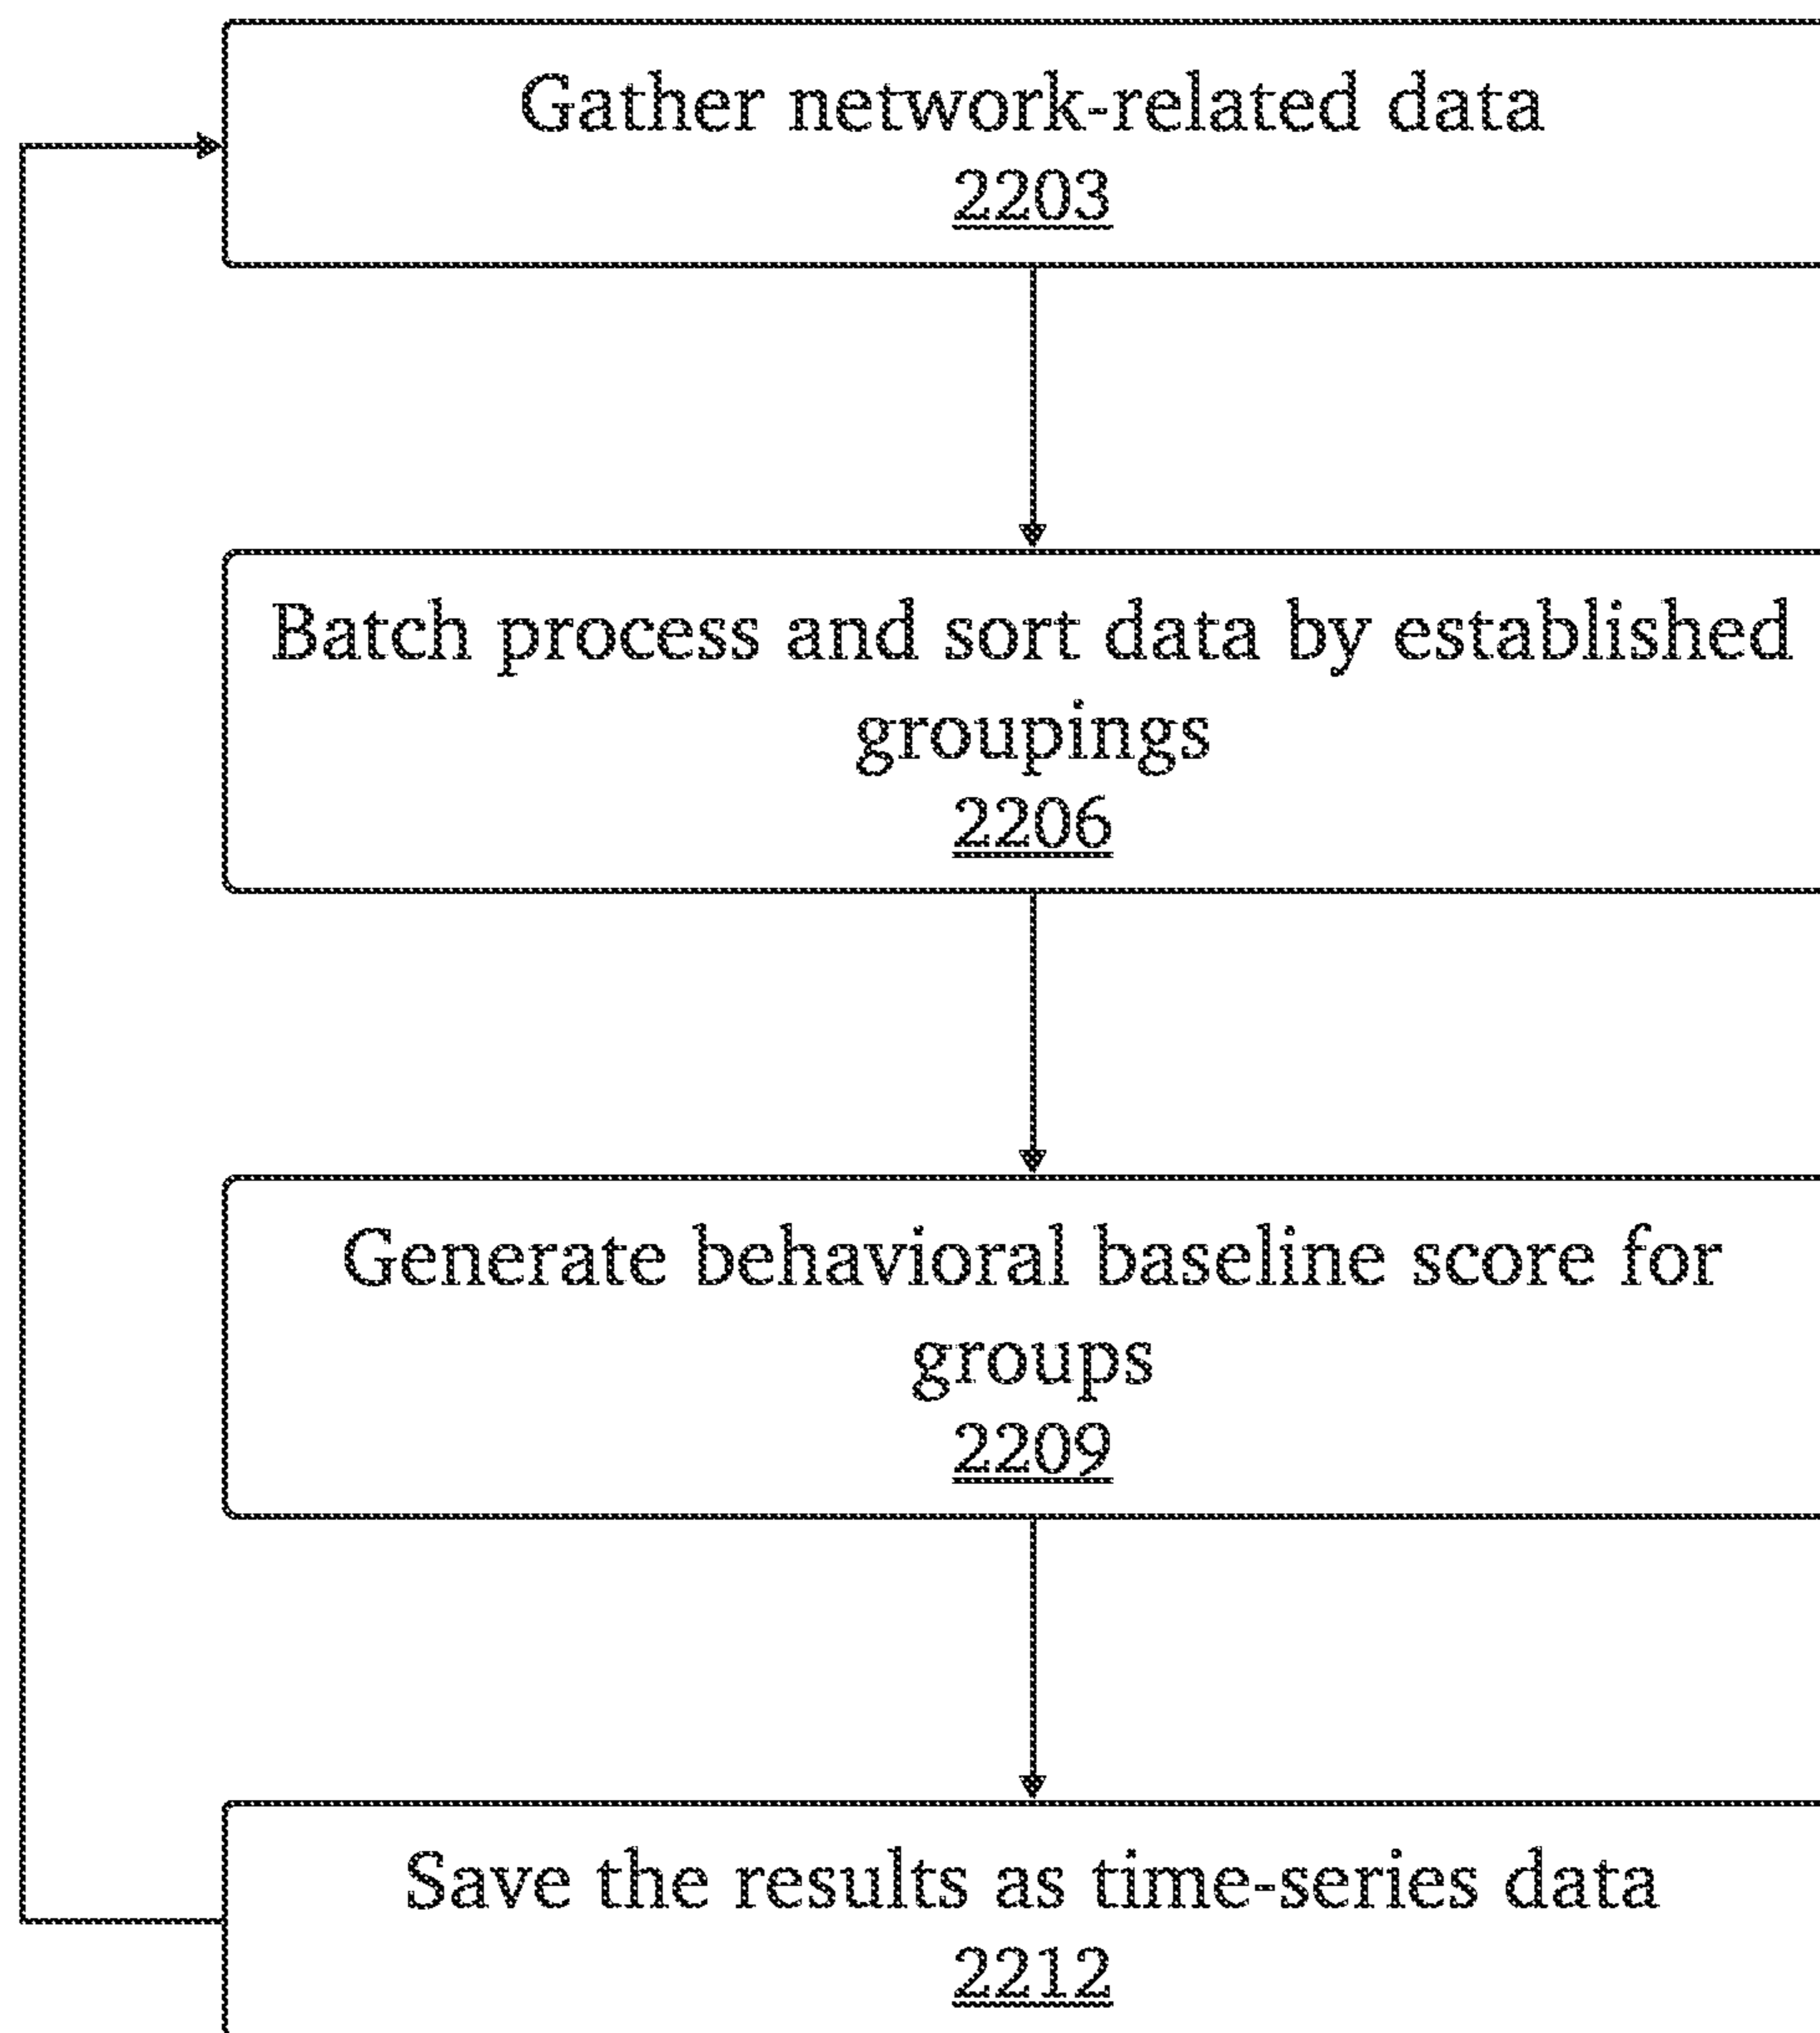 Gather network-related data
2203
Batch process and sort data by established
groupings
2206
Generate behavioral baseline score for
groups
2209
Save the results as time-series data
2212